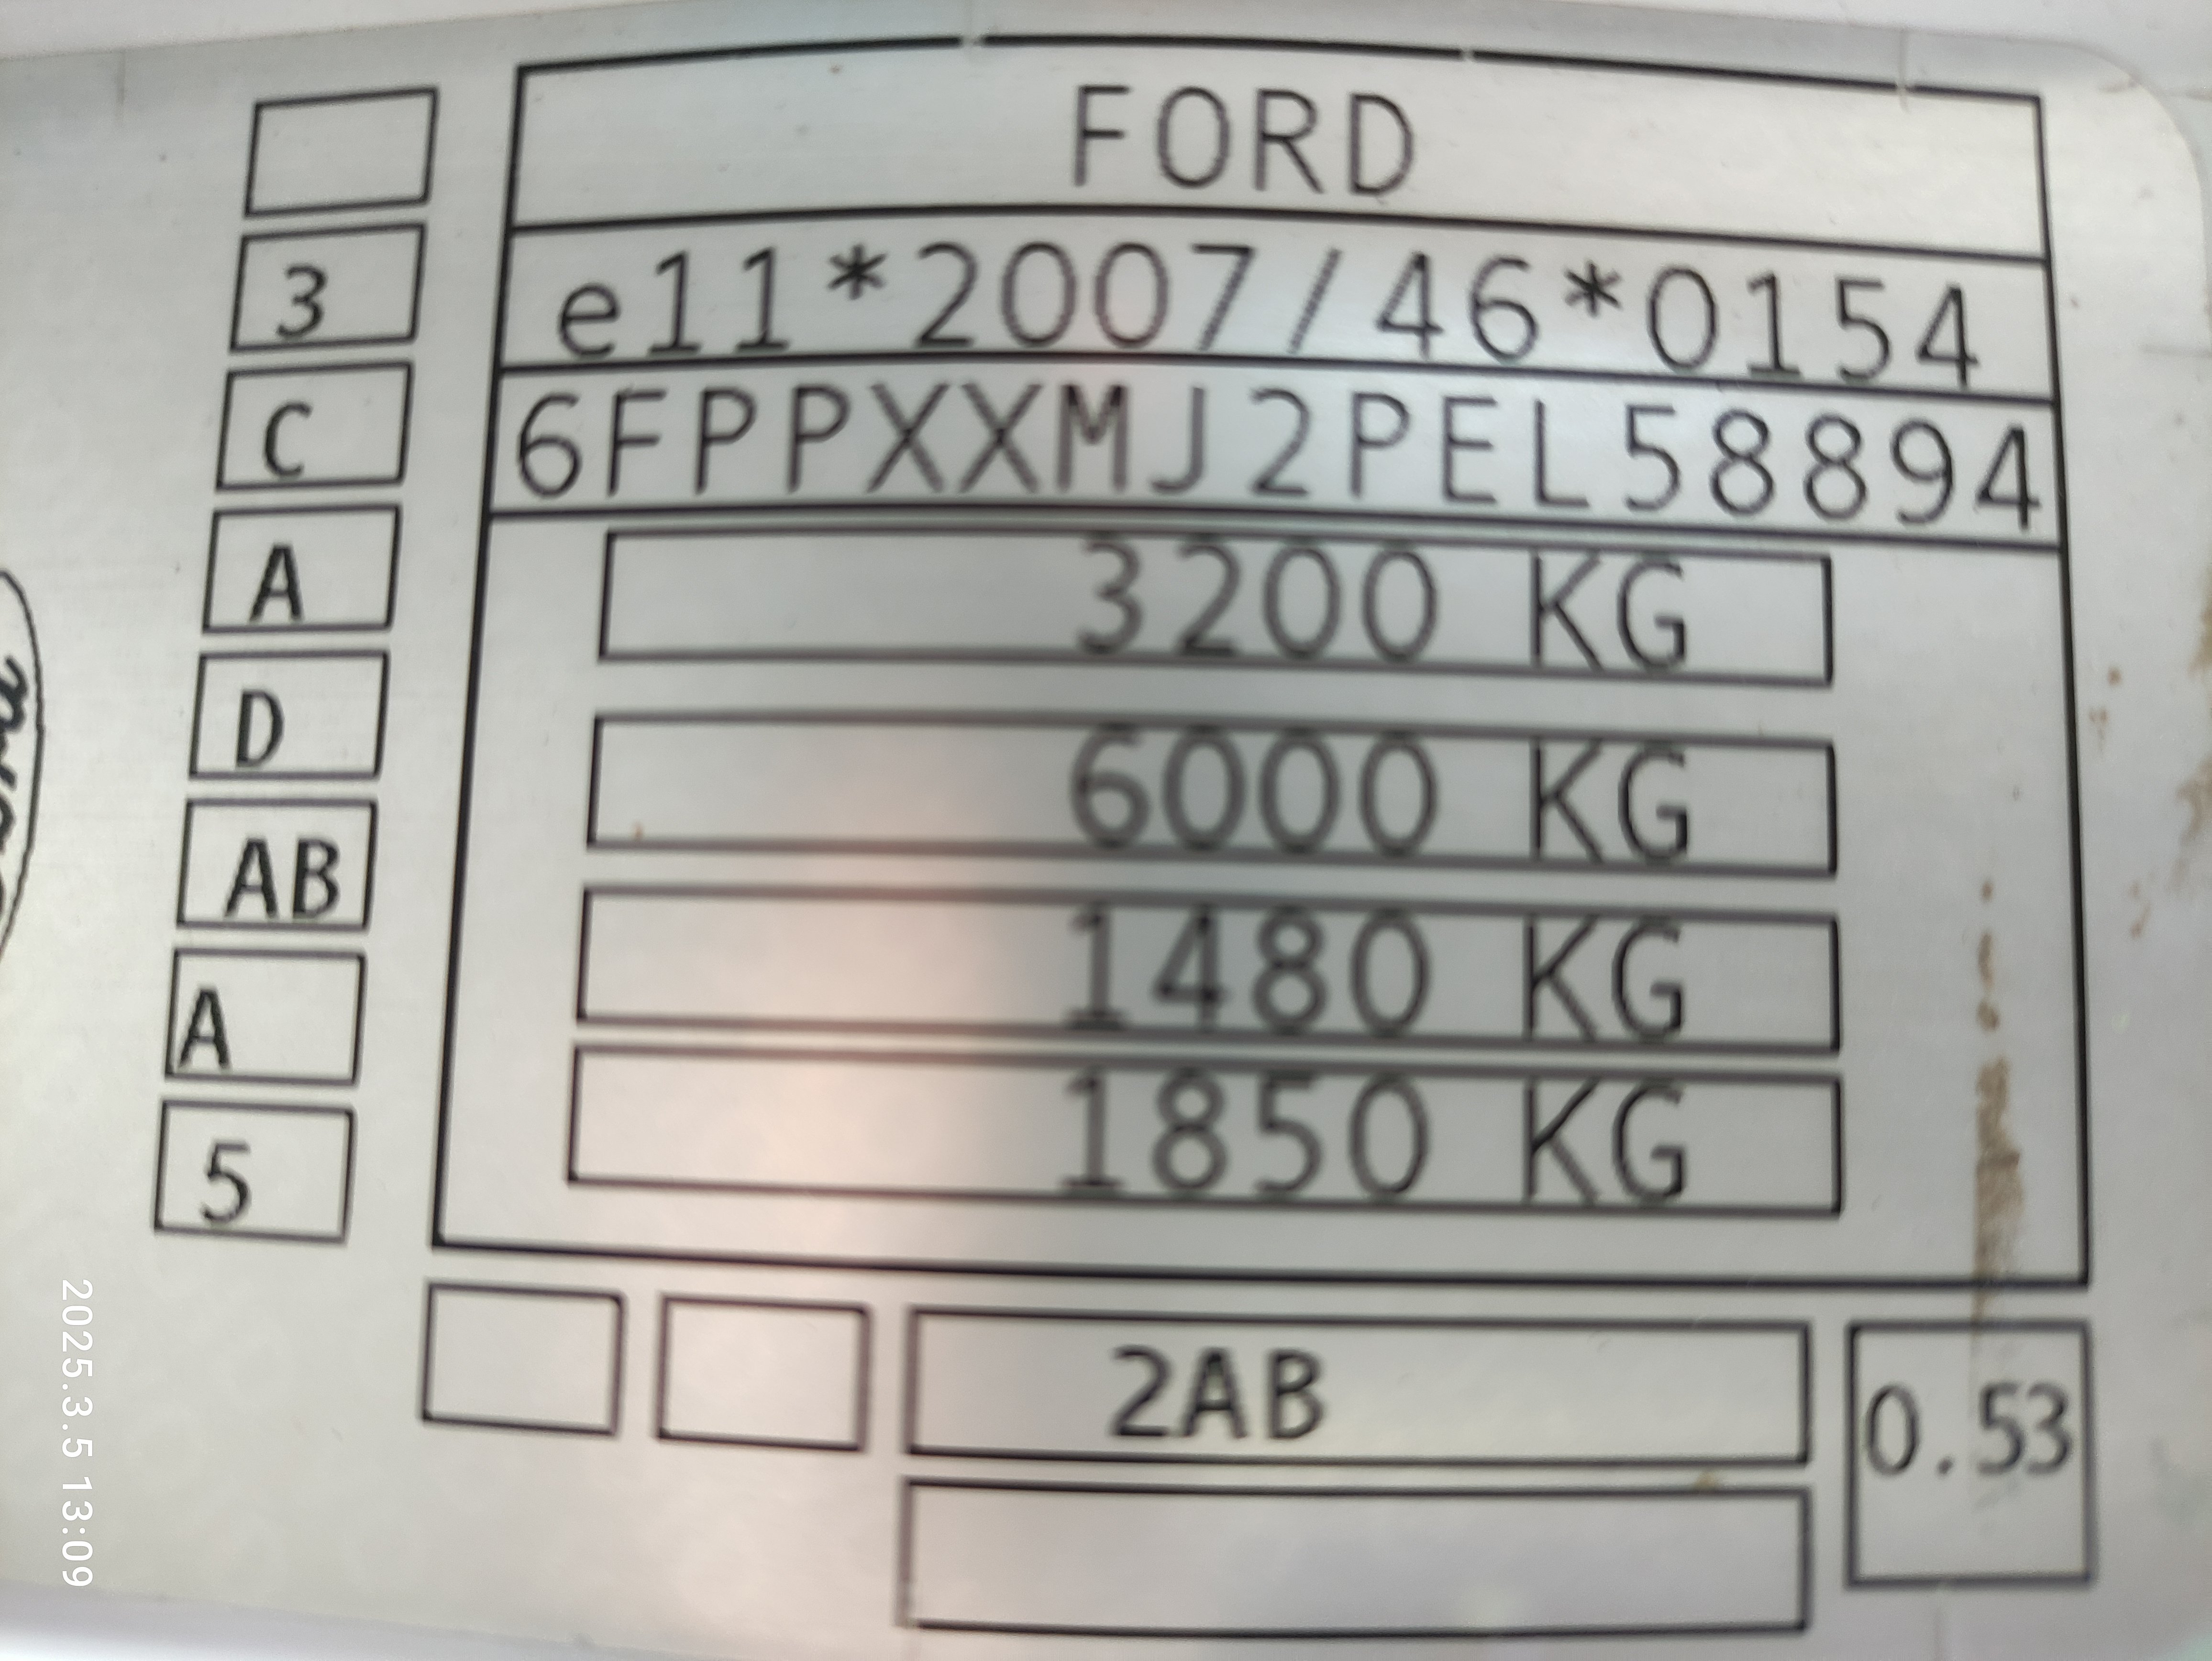 FORD
3
e11*2007/46*0154
C
6FPPXXMJ2PEL58894
A
3200 KG
D
6000 KG
AB
1480 KG
A
1850 KG
5
2AB
0.53
2025.3.5 13:09